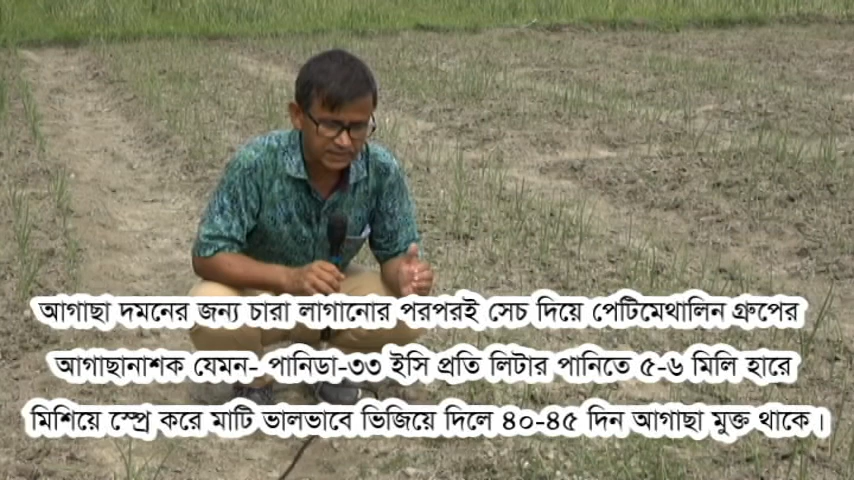 আগাছা দমনের জন্য চারা লাগানোর পরপরই সেচ দিয়ে পেটিমেথালিন গ্রুপের
আগাছানাশক যেমন- পানিডা-৩৩ ইসি প্রতি লিটার পানিতে ৫-৬ মিলি হারে
মিশিয়ে স্প্রে করে মাটি ভালভাবে ভিজিয়ে দিলে ৪০-৪৫ দিন আগাছা মুক্ত থাকে।